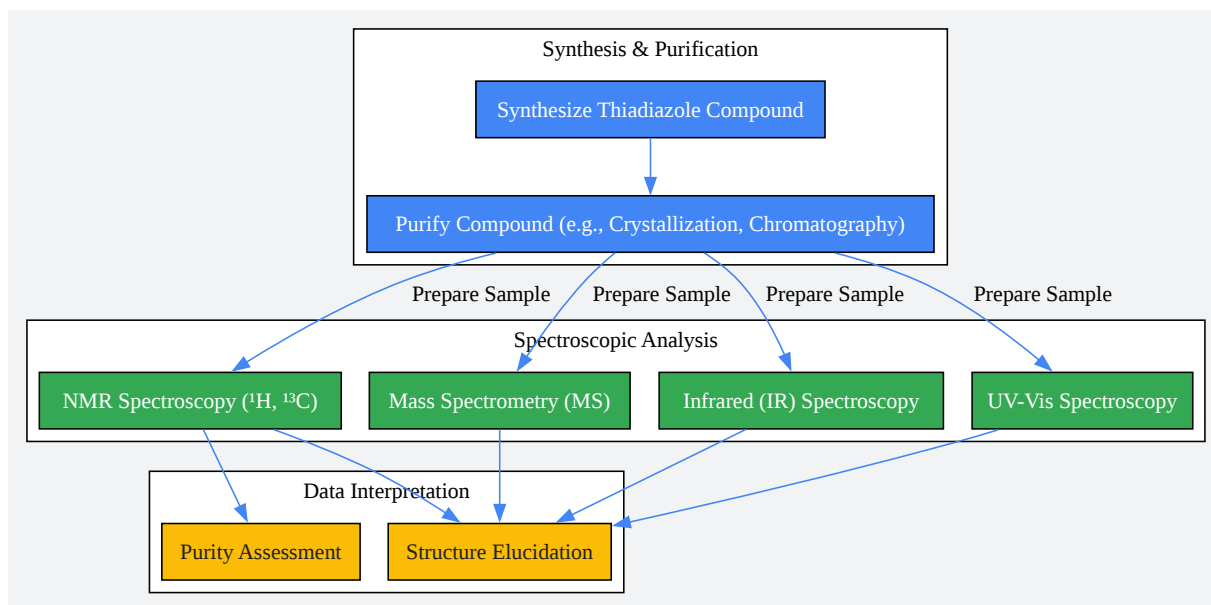 Synthesis & Purification
Synthesize Thiadiazole Compound
Purify Compound (e.g., Crystallization, Chromatography)
Prepare Sample
Prepare Sample
Prepare Sample
Prepare Sample
Spectroscopic Analysis
NMR Spectroscopy (¹H, ¹³C)
Mass Spectrometry (MS)
Infrared (IR) Spectroscopy
UV-Vis Spectroscopy
Data Interpretation
Purity Assessment
Structure Elucidation